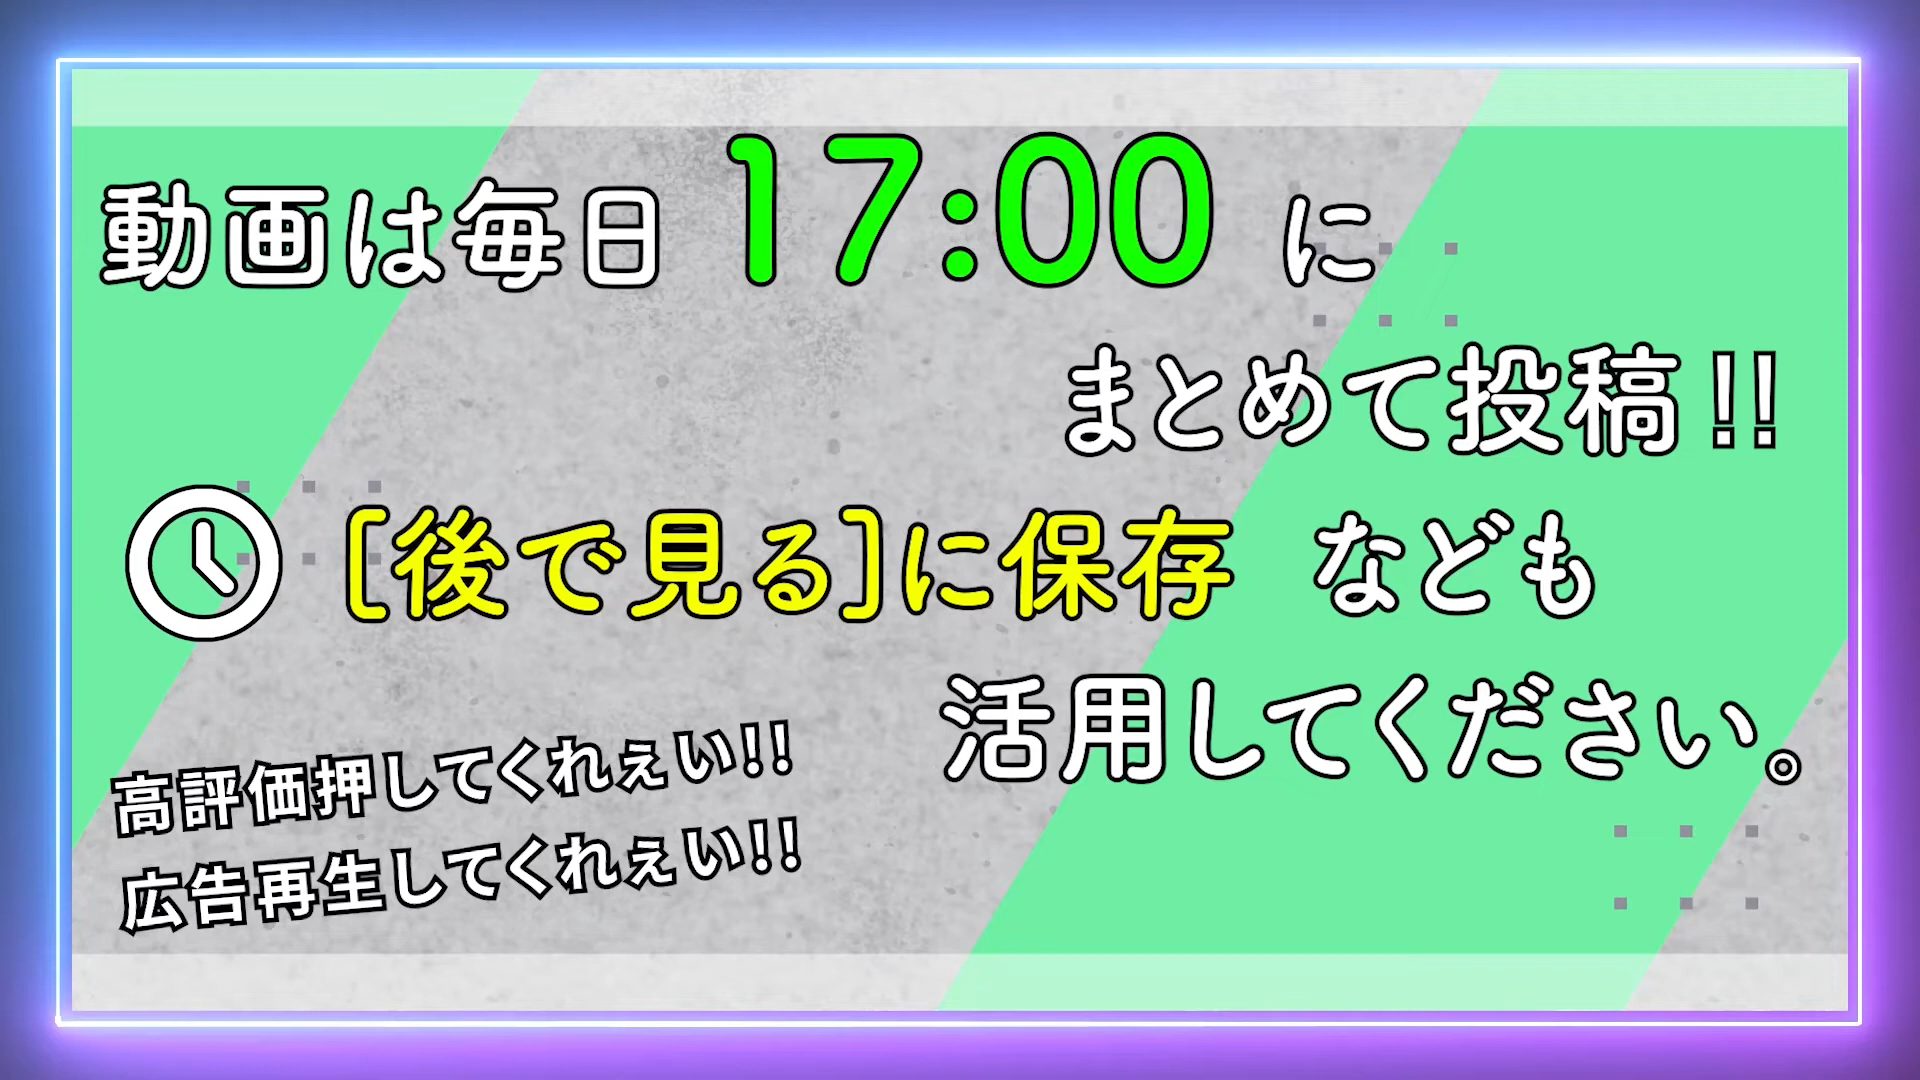 動画は毎日 17:00 に
まとめて投稿!!
[後で見る]に保存 なども
活用してください。
高評価押してくれぇい!!
広告再生してくれぇい!!